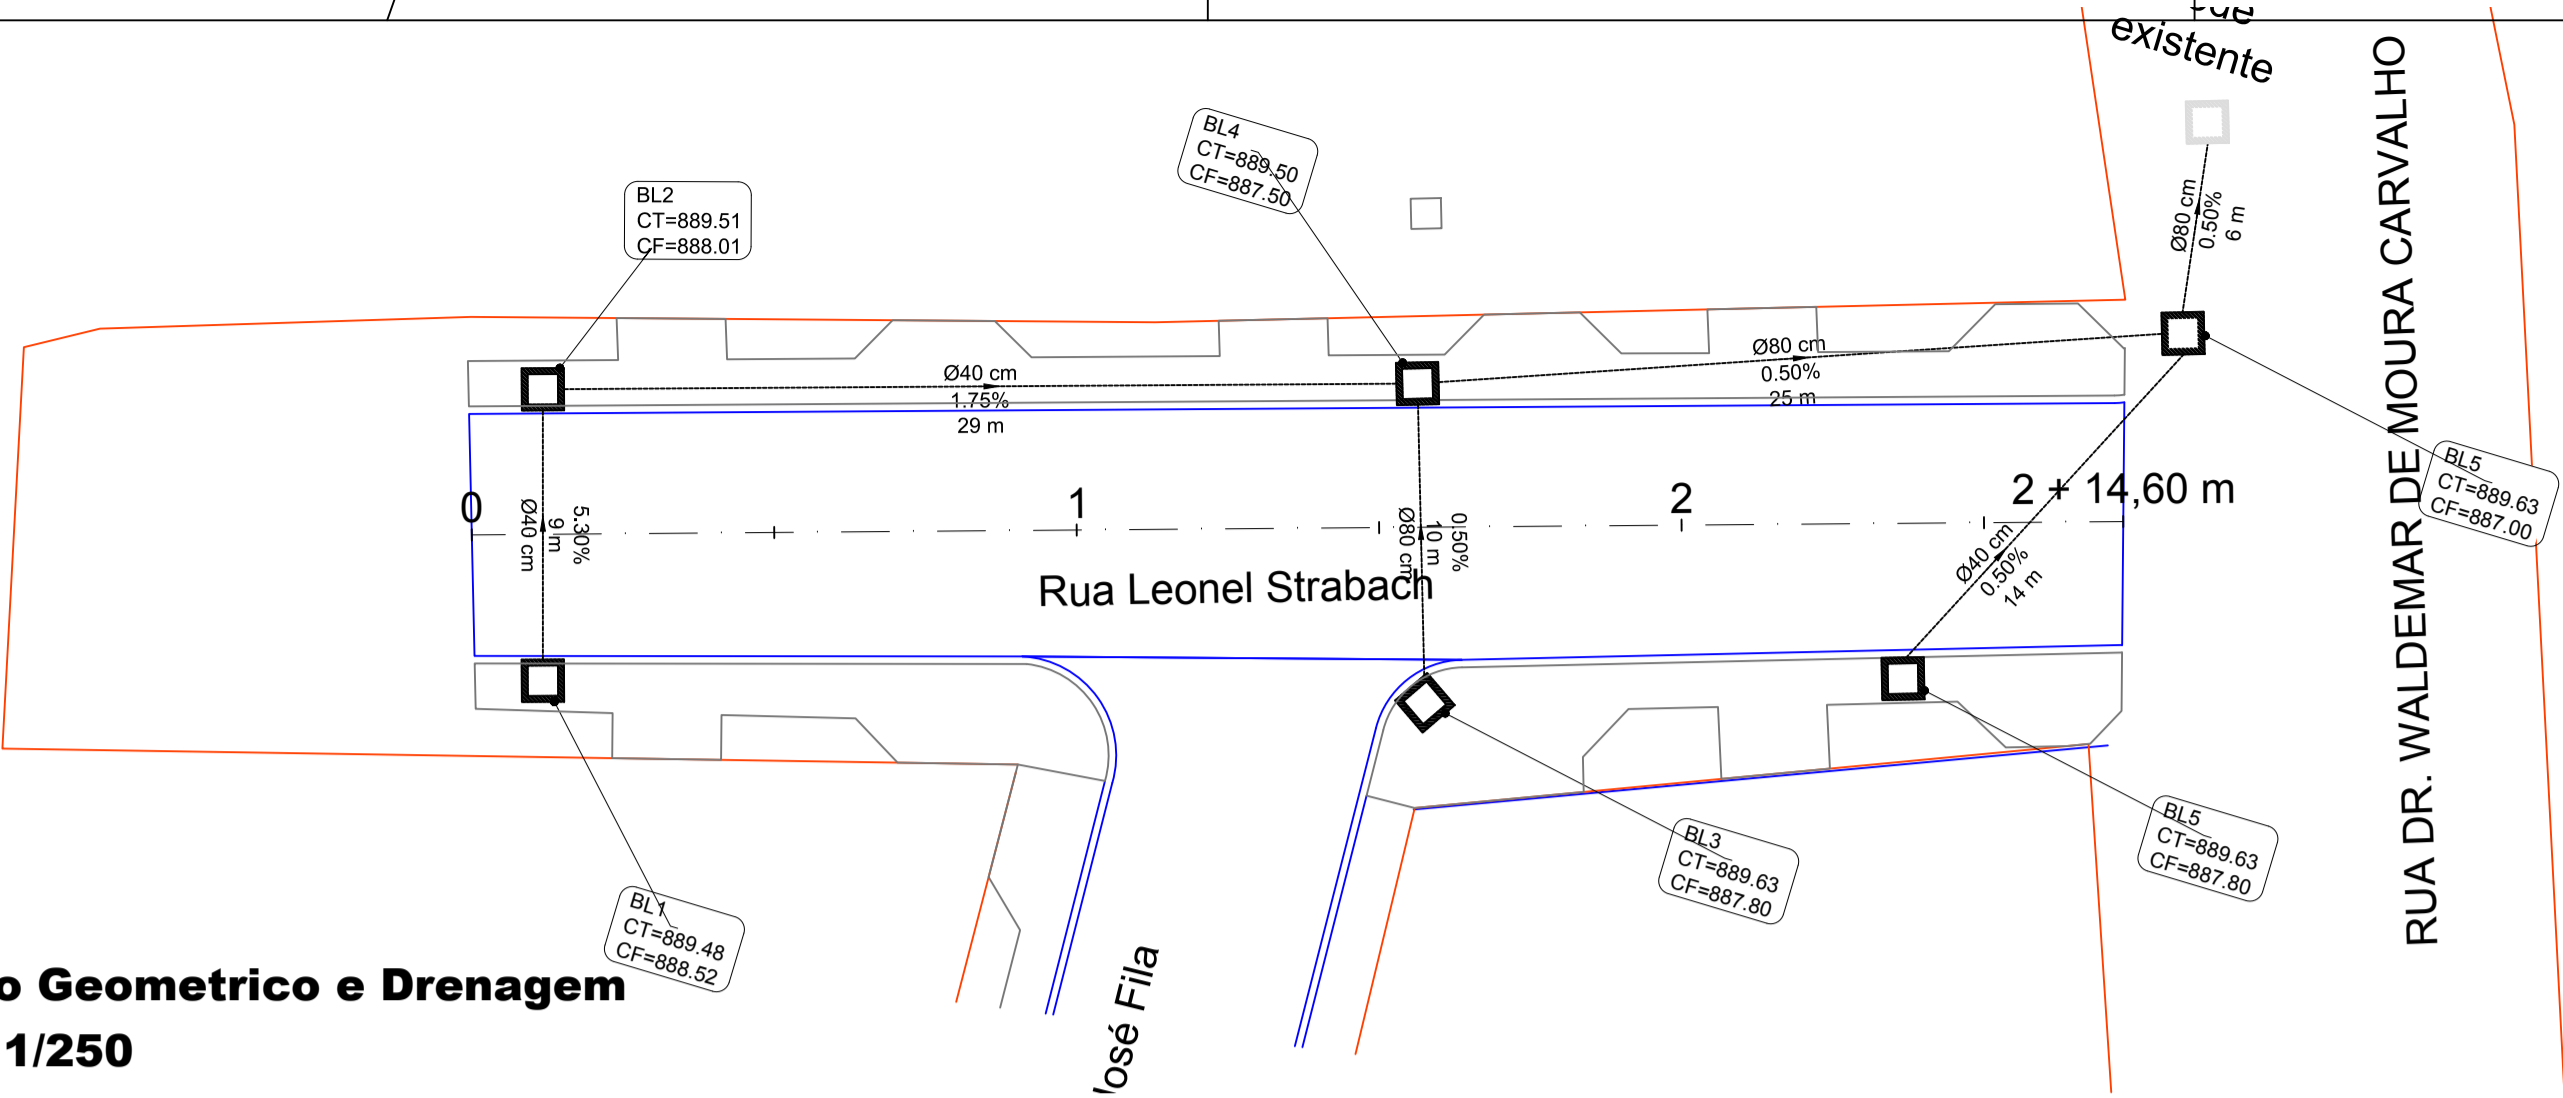 existente
RUA DR. WALDEMAR DE MOURA CARVALHO
BL4
CT=889.50
CF=887.50
BL2
CT=889.51
CF=888.01
Ø80 cm
0.50%
6 m
Ø40 cm
1.75%
29 m
Ø80 cm
0.50%
25 m
BL5
CT=889.63
CF=887.00
0
1
2
2 + 14,60 m
5.30%
9 m
Ø40 cm
0.50%
10 m
Ø80 cm
Ø40 cm
0.50%
14 m
Rua Leonel Strabach
BL3
CT=889.63
CF=887.80
BL5
CT=889.63
CF=887.80
BL1
CT=889.48
CF=888.52
José Fila
o Geometrico e Drenagem
1/250